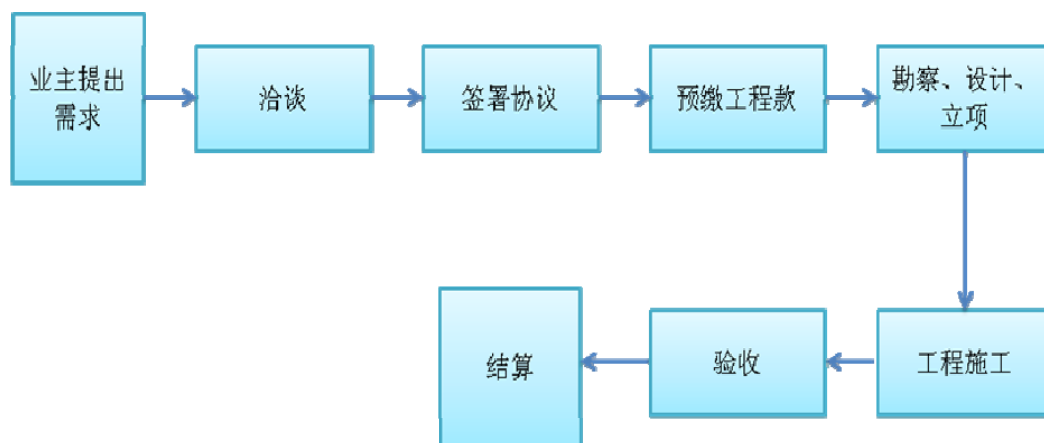 业主提出
需求
洽谈
签署协议
预缴工程款
勘察、设计、
立项
工程施工
验收
结算